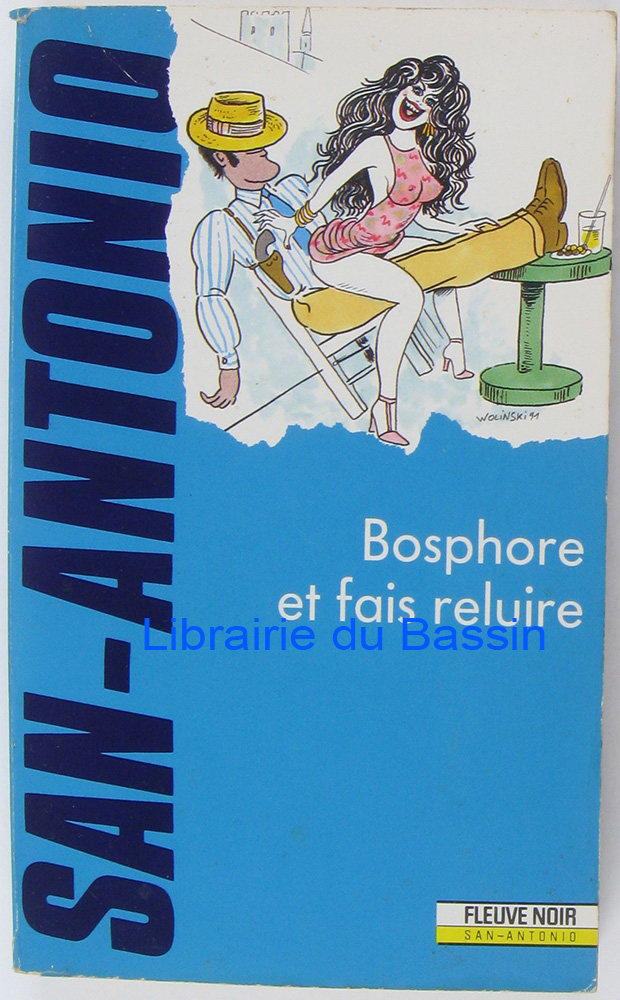 SAN-ANTONIO
WOLINSKI 91
Bosphore
et fais reluire
Librairie du Bassin
FLEUVE NOIR
SAN-ANTONIO